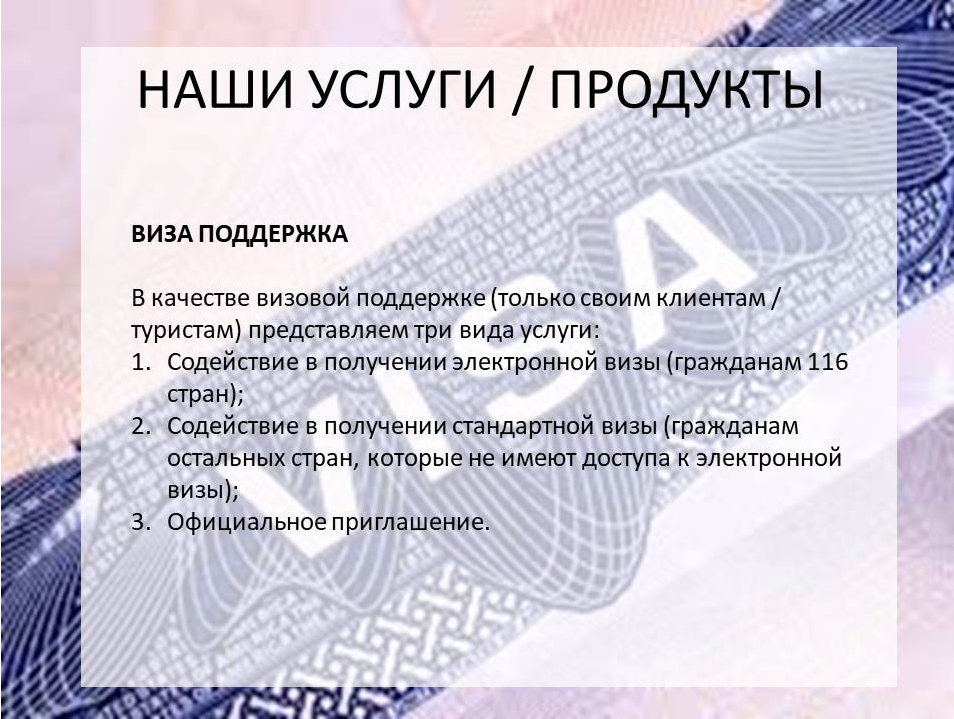 НАШИ УСЛУГИ / ПРОДУКТЫ
ВИЗА ПОДДЕРЖКА
В качестве визовой поддержке (только своим клиентам /
туристам) представляем три вида услуги:
1. Содействие в получении электронной визы (гражданам 116
стран);
2. Содействие в получении стандартной визы (гражданам
остальных стран, которые не имеют доступа к электронной
визы);
3. Официальное приглашение.
VISA